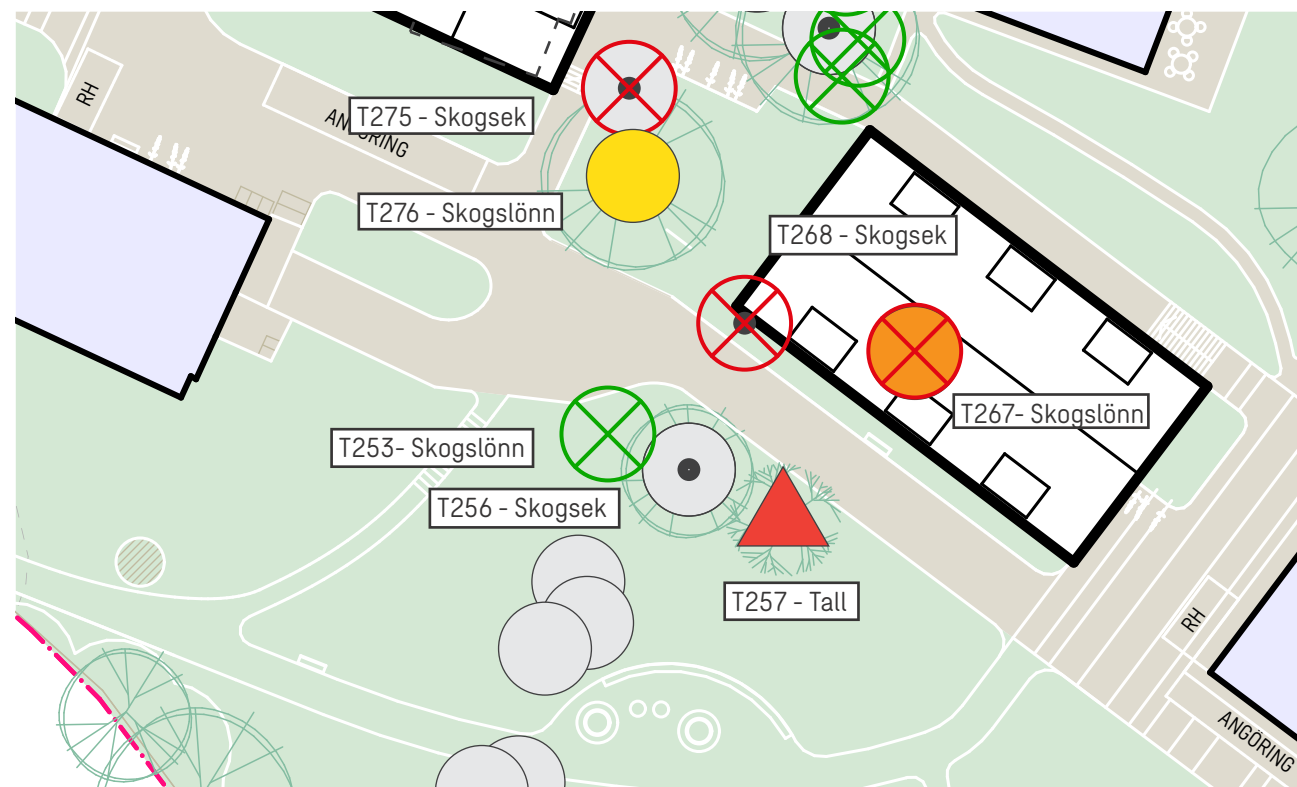 RH
T275 - Skogsek
ANGÖRING
T276 - Skogslönn
T268 - Skogsek
T267- Skogslönn
T253- Skogslönn
T256 - Skogsek
T257 - Tall
RH
ANGÖRING